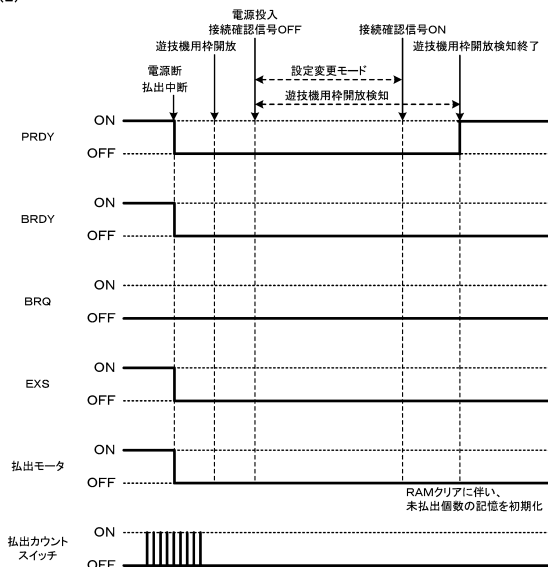 (2)
電源投入
接続確認信号OFF
接続確認信号ON
遊技機用枠開放
遊技機用枠開放検知終了
電源断
払出中断
設定変更モード
遊技機用枠開放検知
PRDY
ON
OFF
BRDY
ON
OFF
BRQ
ON
OFF
EXS
ON
OFF
払出モータ
ON
OFF
RAMクリアに伴い、
未払出個数の記憶を初期化
払出カウント
スイッチ
ON
OFF